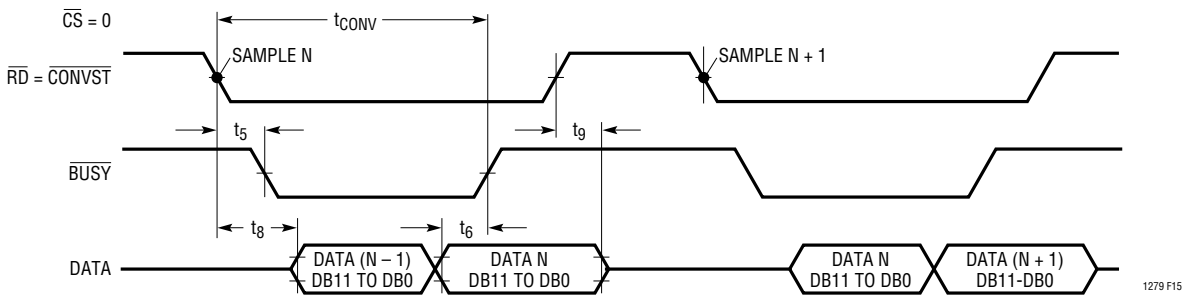 CS = 0
tCONV
SAMPLE N
SAMPLE N + 1
RD = CONVST
t5
t9
BUSY
t8
t6
DATA
DATA (N – 1)
DB11 TO DB0
DATA N
DB11 TO DB0
DATA N
DB11 TO DB0
DATA (N + 1)
DB11-DB0
1279 F15